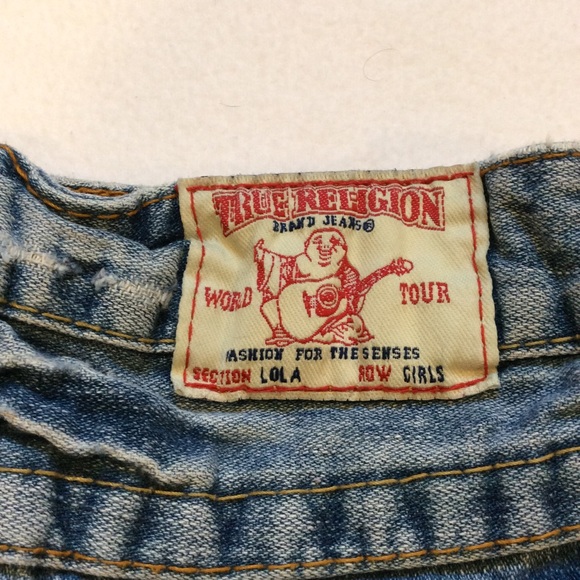 TRUE RELIGION
BRAND JEANS®
WORD TOUR
FASHION FOR THE SENSES
SECTION LOLA ROW GIRLS